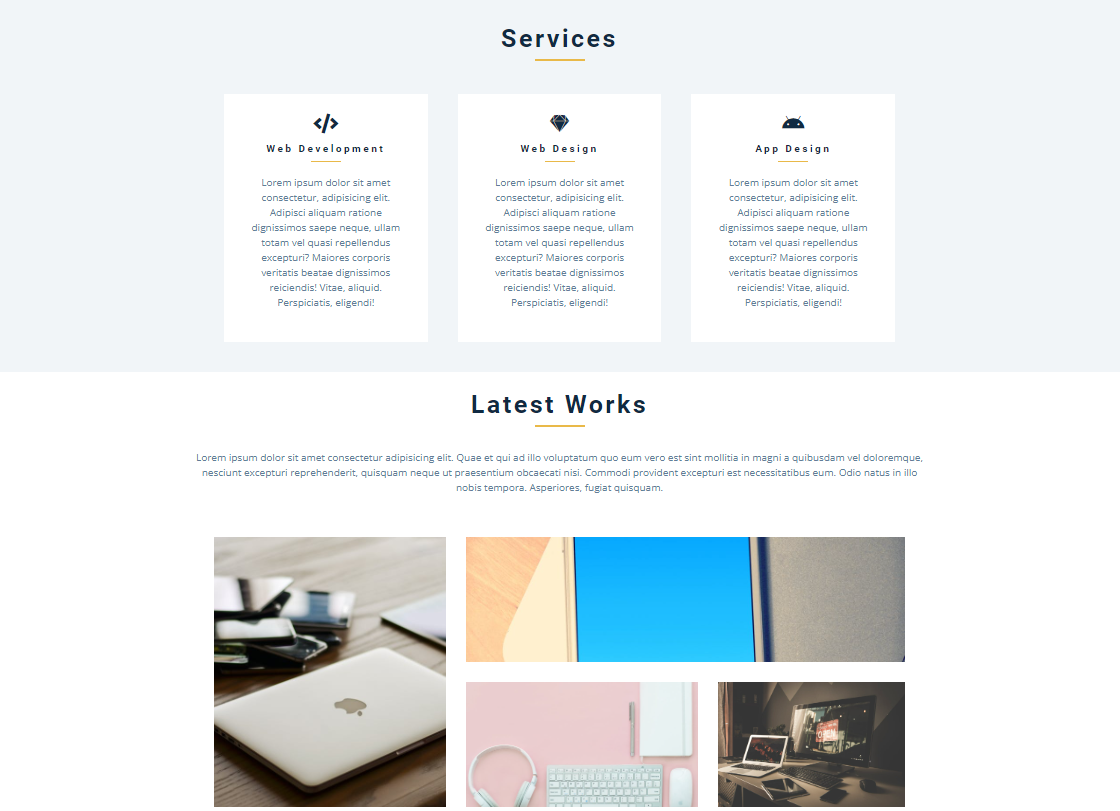 Services
Web Development
Lorem ipsum dolor sit amet
consectetur, adipisicing elit.
Adipisci aliquam ratione
dignissimos saepe neque, ullam
totam vel quasi repellendus
excepturi? Maiores corporis
veritatis beatae dignissimos
reiciendis! Vitae, aliquid.
Perspiciatis, eligendi!
Web Design
Lorem ipsum dolor sit amet
consectetur, adipisicing elit.
Adipisci aliquam ratione
dignissimos saepe neque, ullam
totam vel quasi repellendus
excepturi? Maiores corporis
veritatis beatae dignissimos
reiciendis! Vitae, aliquid.
Perspiciatis, eligendi!
App Design
Lorem ipsum dolor sit amet
consectetur, adipisicing elit.
Adipisci aliquam ratione
dignissimos saepe neque, ullam
totam vel quasi repellendus
excepturi? Maiores corporis
veritatis beatae dignissimos
reiciendis! Vitae, aliquid.
Perspiciatis, eligendi!
Latest Works
Lorem ipsum dolor sit amet consectetur adipisicing elit. Quae et qui ad illo voluptatum quo eum vero est sint mollitia in magni a quibusdam vel doloremque,
nesciunt excepturi reprehenderit, quisquam neque ut praesentium obcaecati nisi. Commodi provident excepturi est necessitatibus eum. Odio natus in illo
nobis tempora. Asperiores, fugiat quisquam.
OPEN